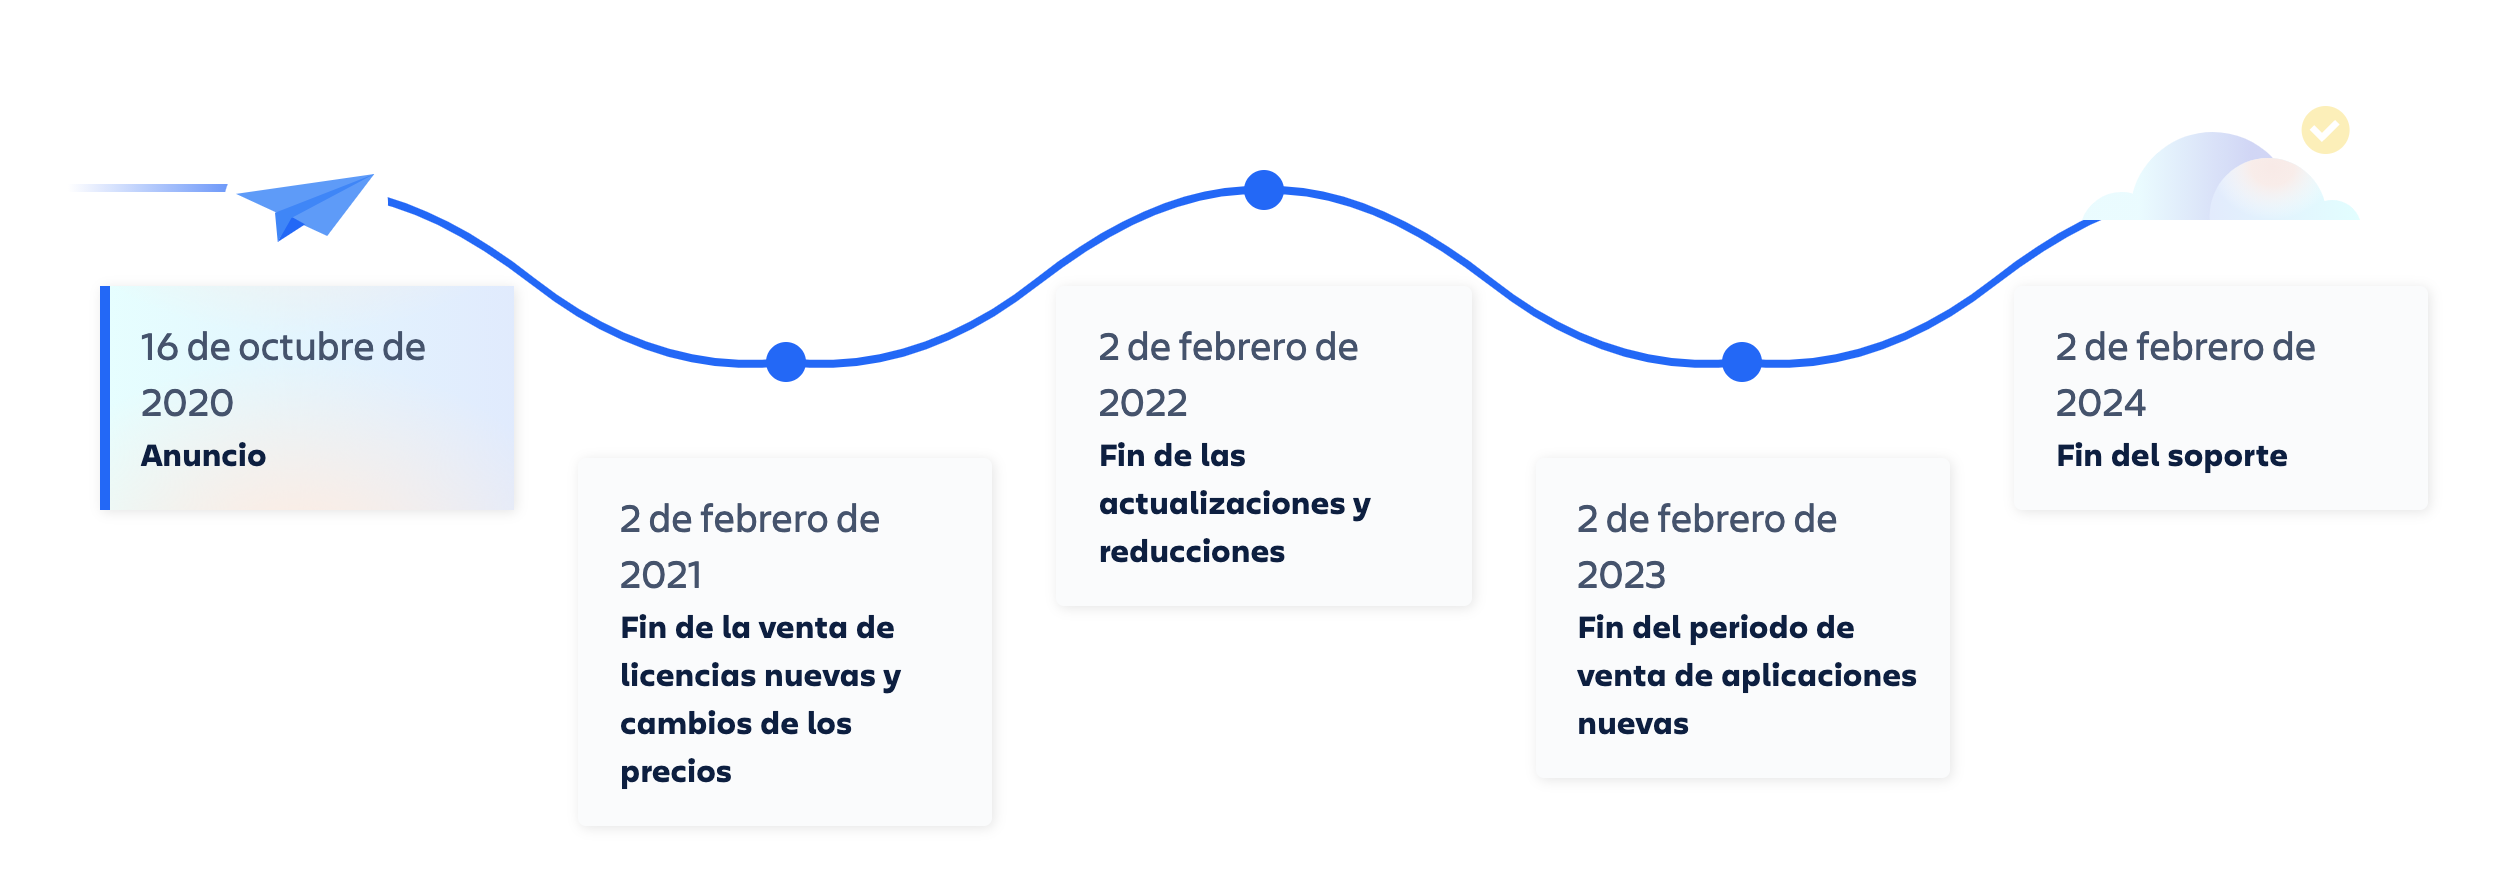 16 de octubre de
2020
Anuncio
2 de febrero de
2021
Fin de la venta de
licencias nuevas y
cambios de los
precios
2 de febrero de
2022
Fin de las
actualizaciones y
reducciones
2 de febrero de
2023
Fin del periodo de
venta de aplicaciones
nuevas
2 de febrero de
2024
Fin del soporte